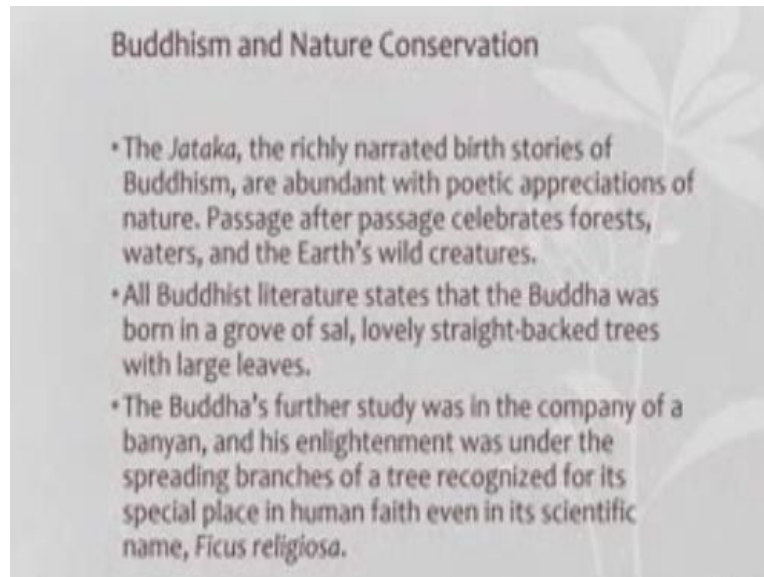 Buddhism and Nature Conservation
• The Jataka, the richly narrated birth stories of
Buddhism, are abundant with poetic appreciations of
nature. Passage after passage celebrates forests,
waters, and the Earth's wild creatures.
• All Buddhist literature states that the Buddha was
born in a grove of sal, lovely straight-backed trees
with large leaves.
• The Buddha's further study was in the company of a
banyan, and his enlightenment was under the
spreading branches of a tree recognized for its
special place in human faith even in its scientific
name, Ficus religiosa.